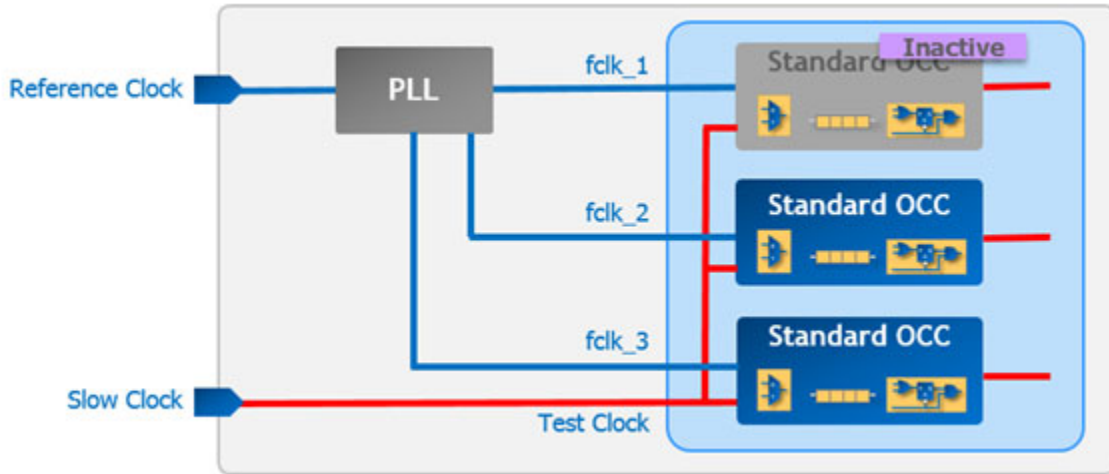 Inactive
Standard OCC
fclk_1
Reference Clock
PLL
Standard OCC
fclk_2
Standard OCC
fclk_3
Slow Clock
Test Clock